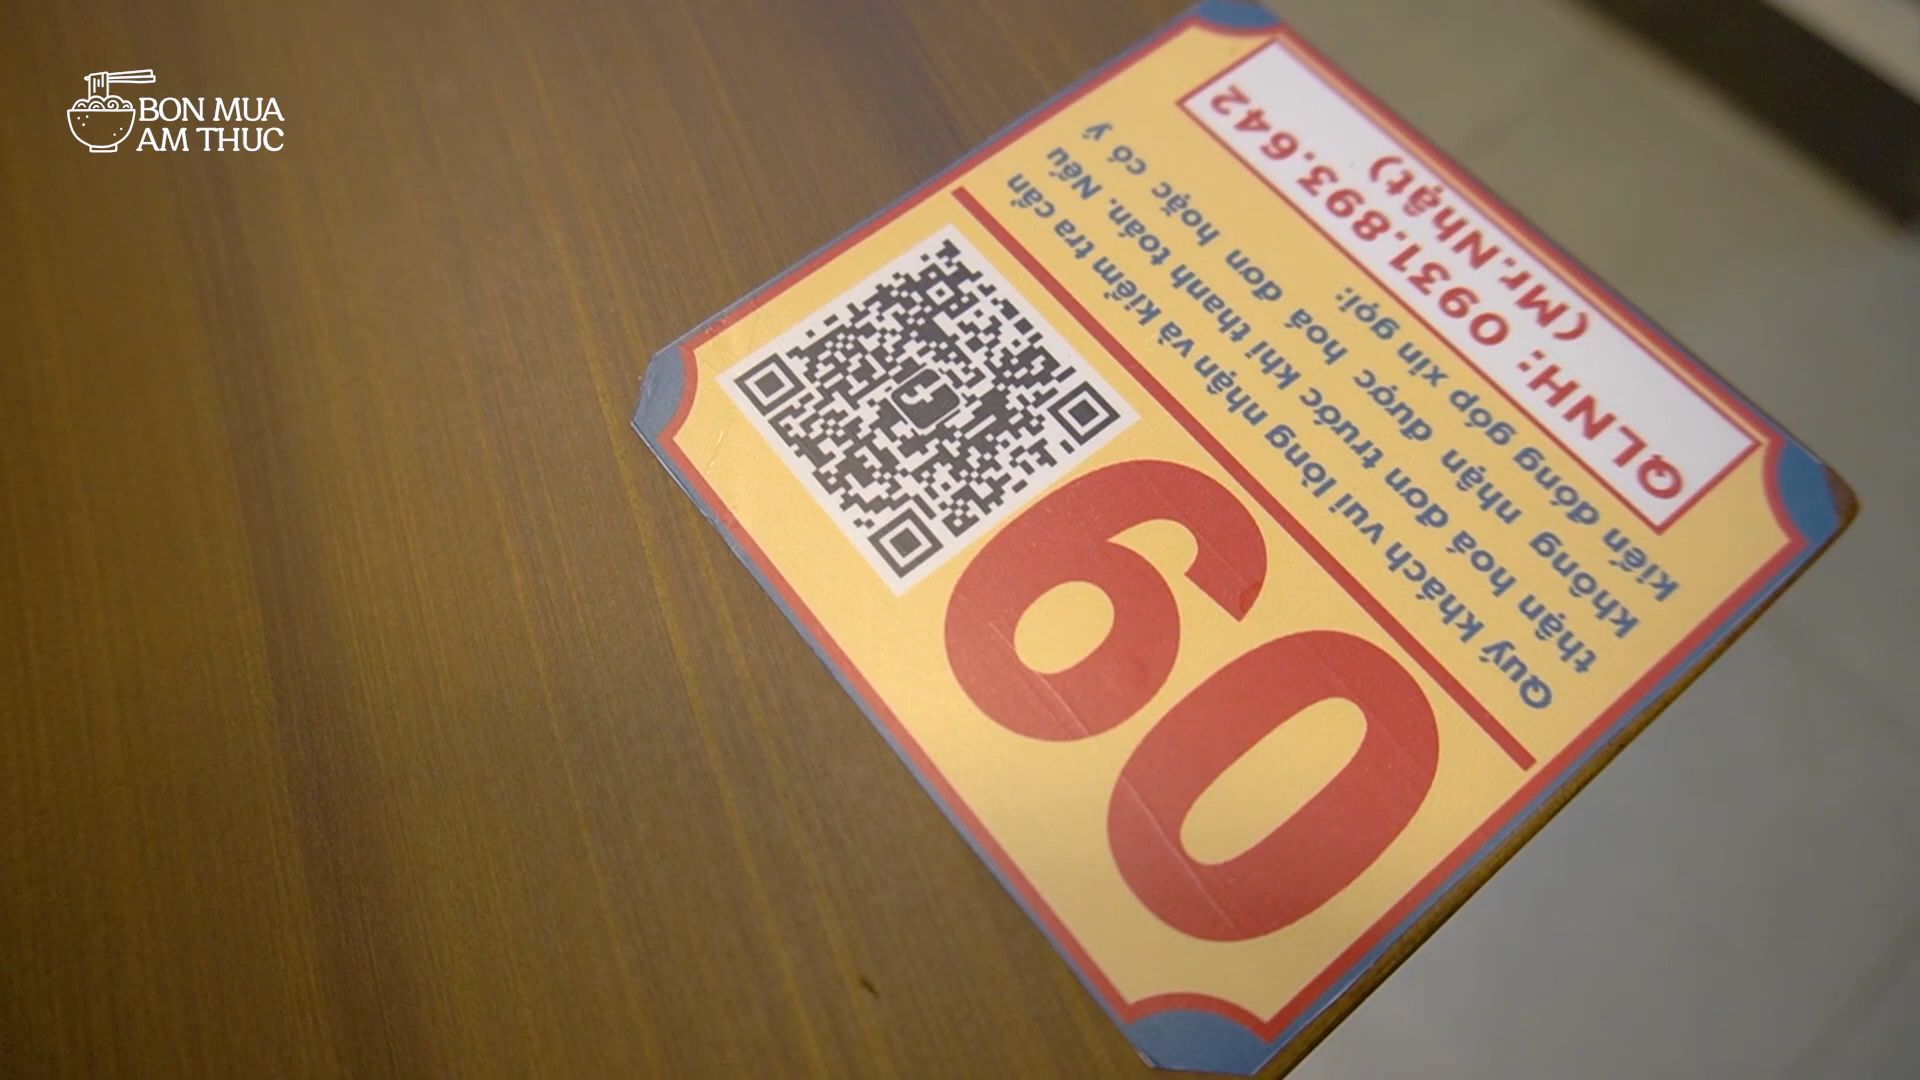 BON MUA
AM THUC
09
Quý khách vui lòng nhận và kiểm tra cẩn
thận hoá đơn trước khi thanh toán. Nếu
không nhận được hoá đơn hoặc có ý
kiến đóng góp xin gọi:
QLNH: 0931.893.642
(Mr.Nhật)